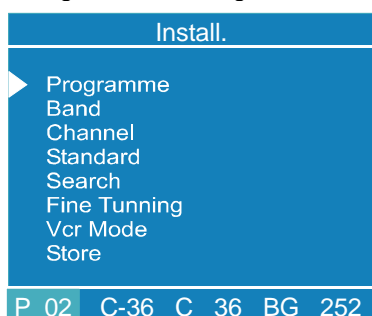 Install.
Programme
Band
Channel
Standard
Search
Fine Tunning
Vcr Mode
Store
P 02 C-36 C 36 BG 252